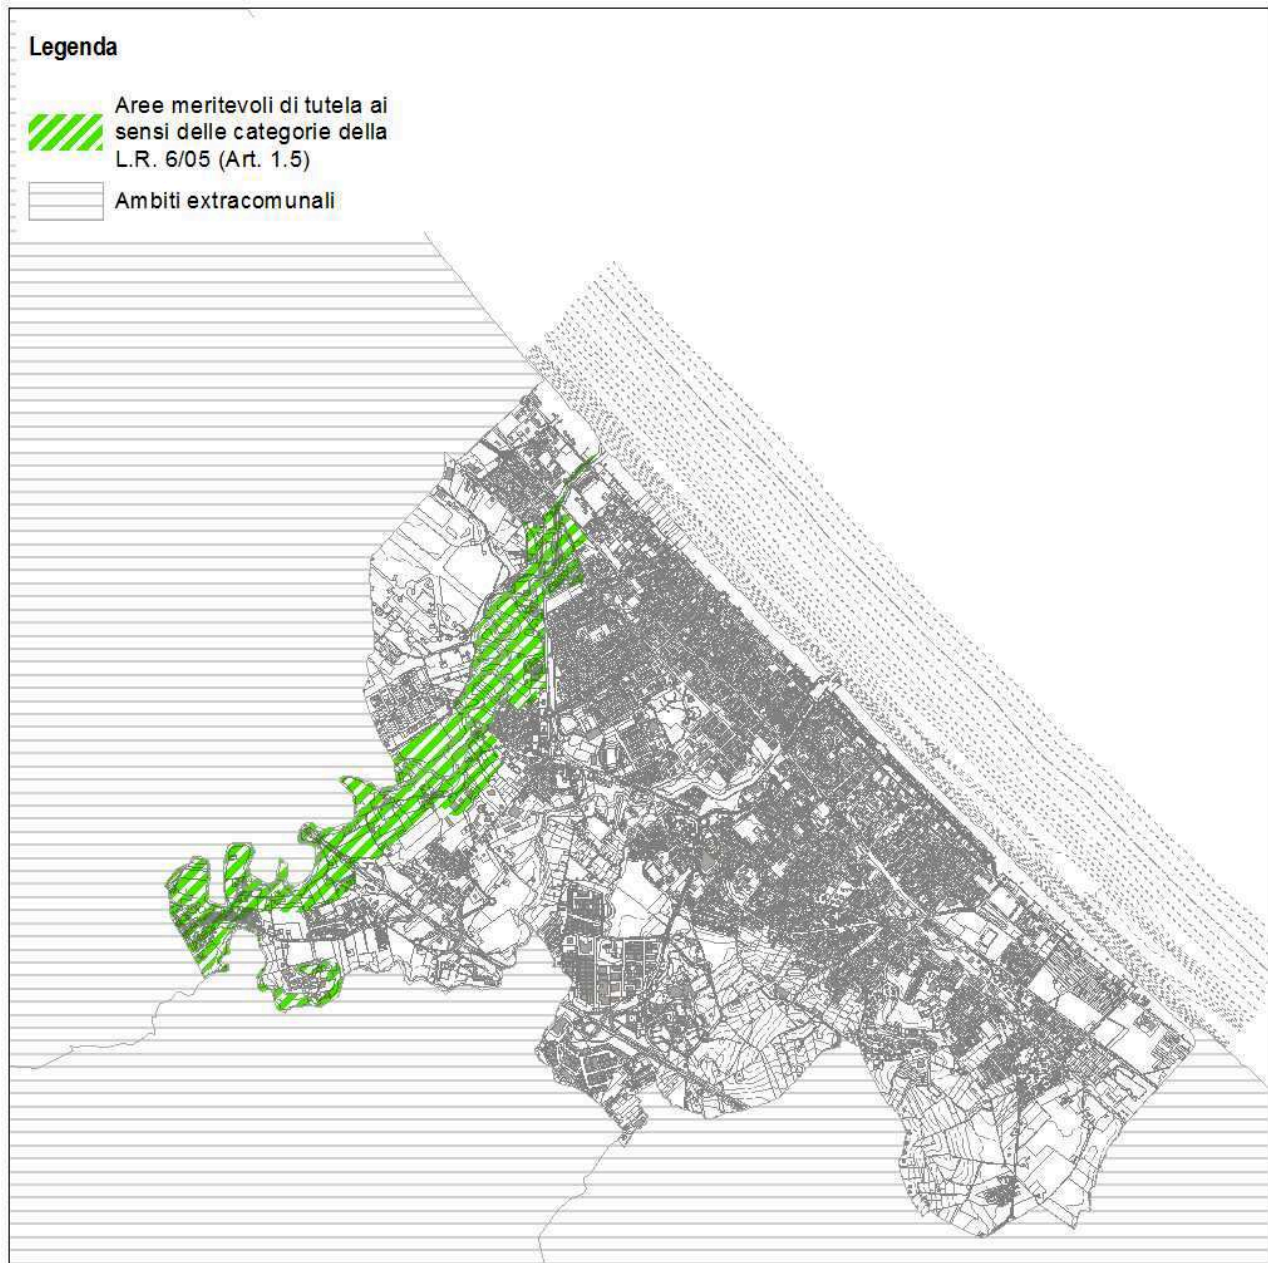 Legenda
Aree meritevoli di tutela ai
sensi delle categorie della
L.R. 6/05 (Art. 1.5)
Ambiti extracomunali